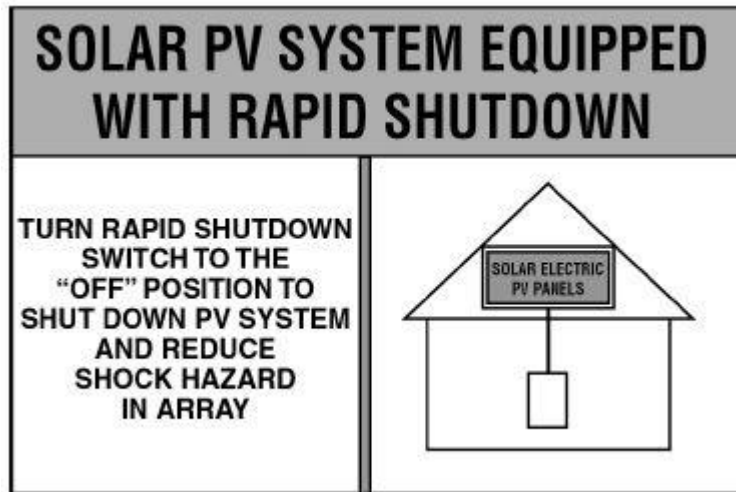 SOLAR PV SYSTEM EQUIPPED
WITH RAPID SHUTDOWN
TURN RAPID SHUTDOWN
SWITCH TO THE
“OFF” POSITION TO
SHUT DOWN PV SYSTEM
AND REDUCE
SHOCK HAZARD
IN ARRAY
SOLAR ELECTRIC
PV PANELS